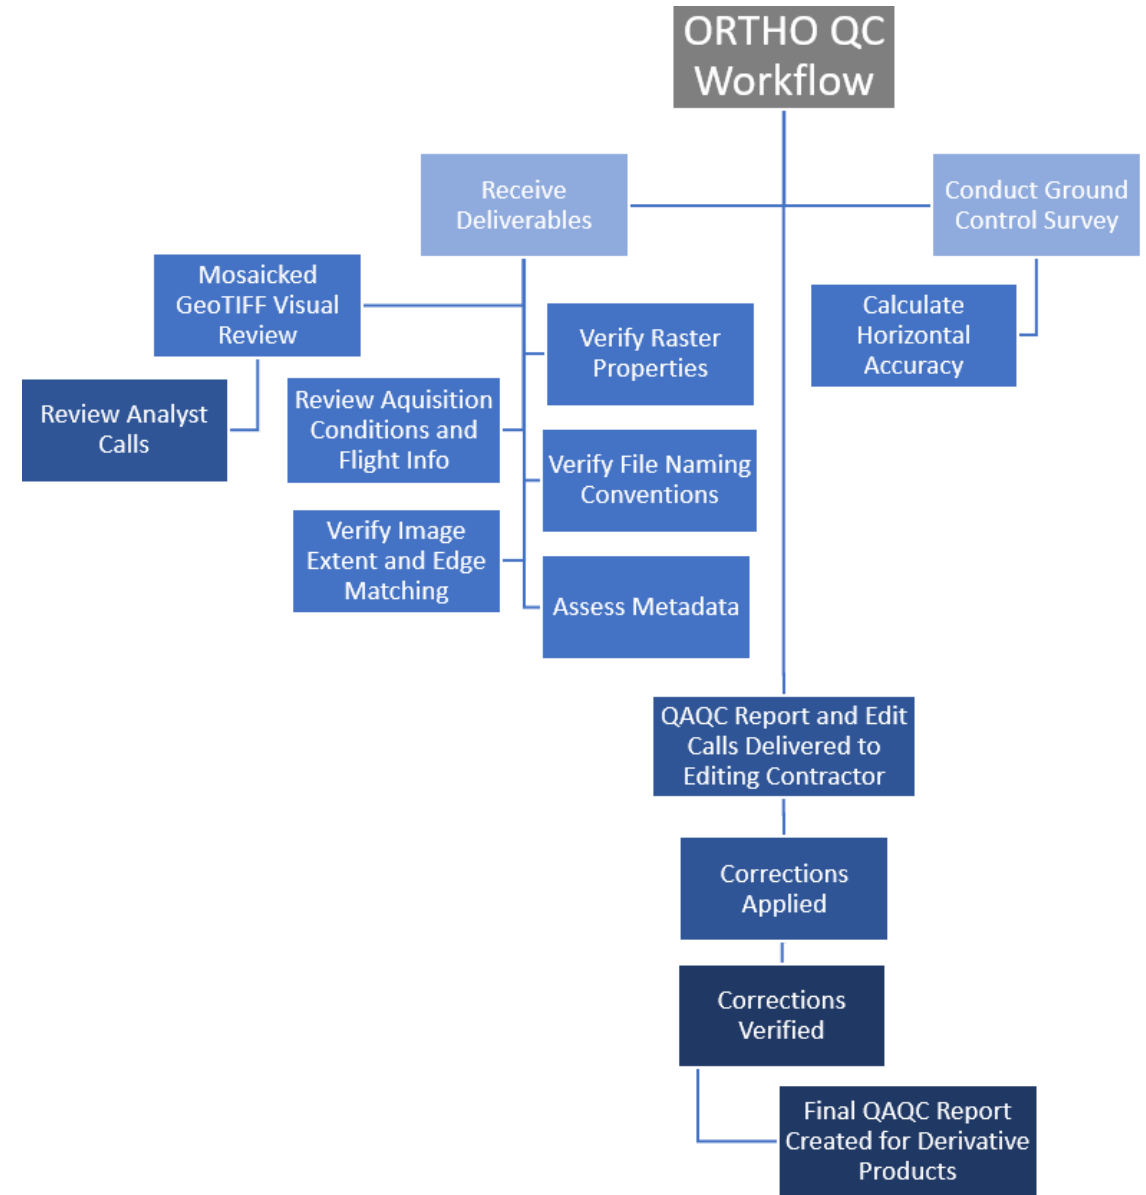 ORTHO QC
Workflow
Receive
Deliverables
Conduct Ground
Control Survey
Mosaicked
GeoTIFF Visual
Review
Calculate
Horizontal
Accuracy
Verify Raster
Properties
Review Analyst
Calls
Review Aquisition
Conditions and
Flight Info
Verify File Naming
Conventions
Verify Image
Extent and Edge
Matching
Assess Metadata
QAQC Report and Edit
Calls Delivered to
Editing Contractor
Corrections
Applied
Corrections
Verified
Final QAQC Report
Created for Derivative
Products